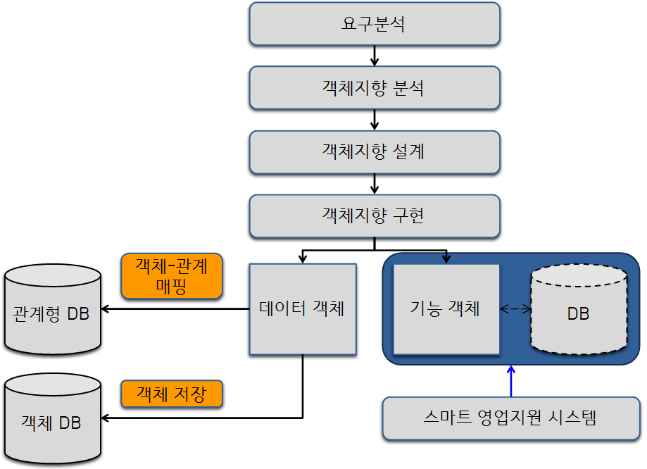 요구분석
객체지향 분석
객체지향 설계
객체지향 구현
객체-관계
매핑
관계형 DB
데이터 객체
기능 객체
DB
객체 저장
객체 DB
스마트 영업지원 시스템